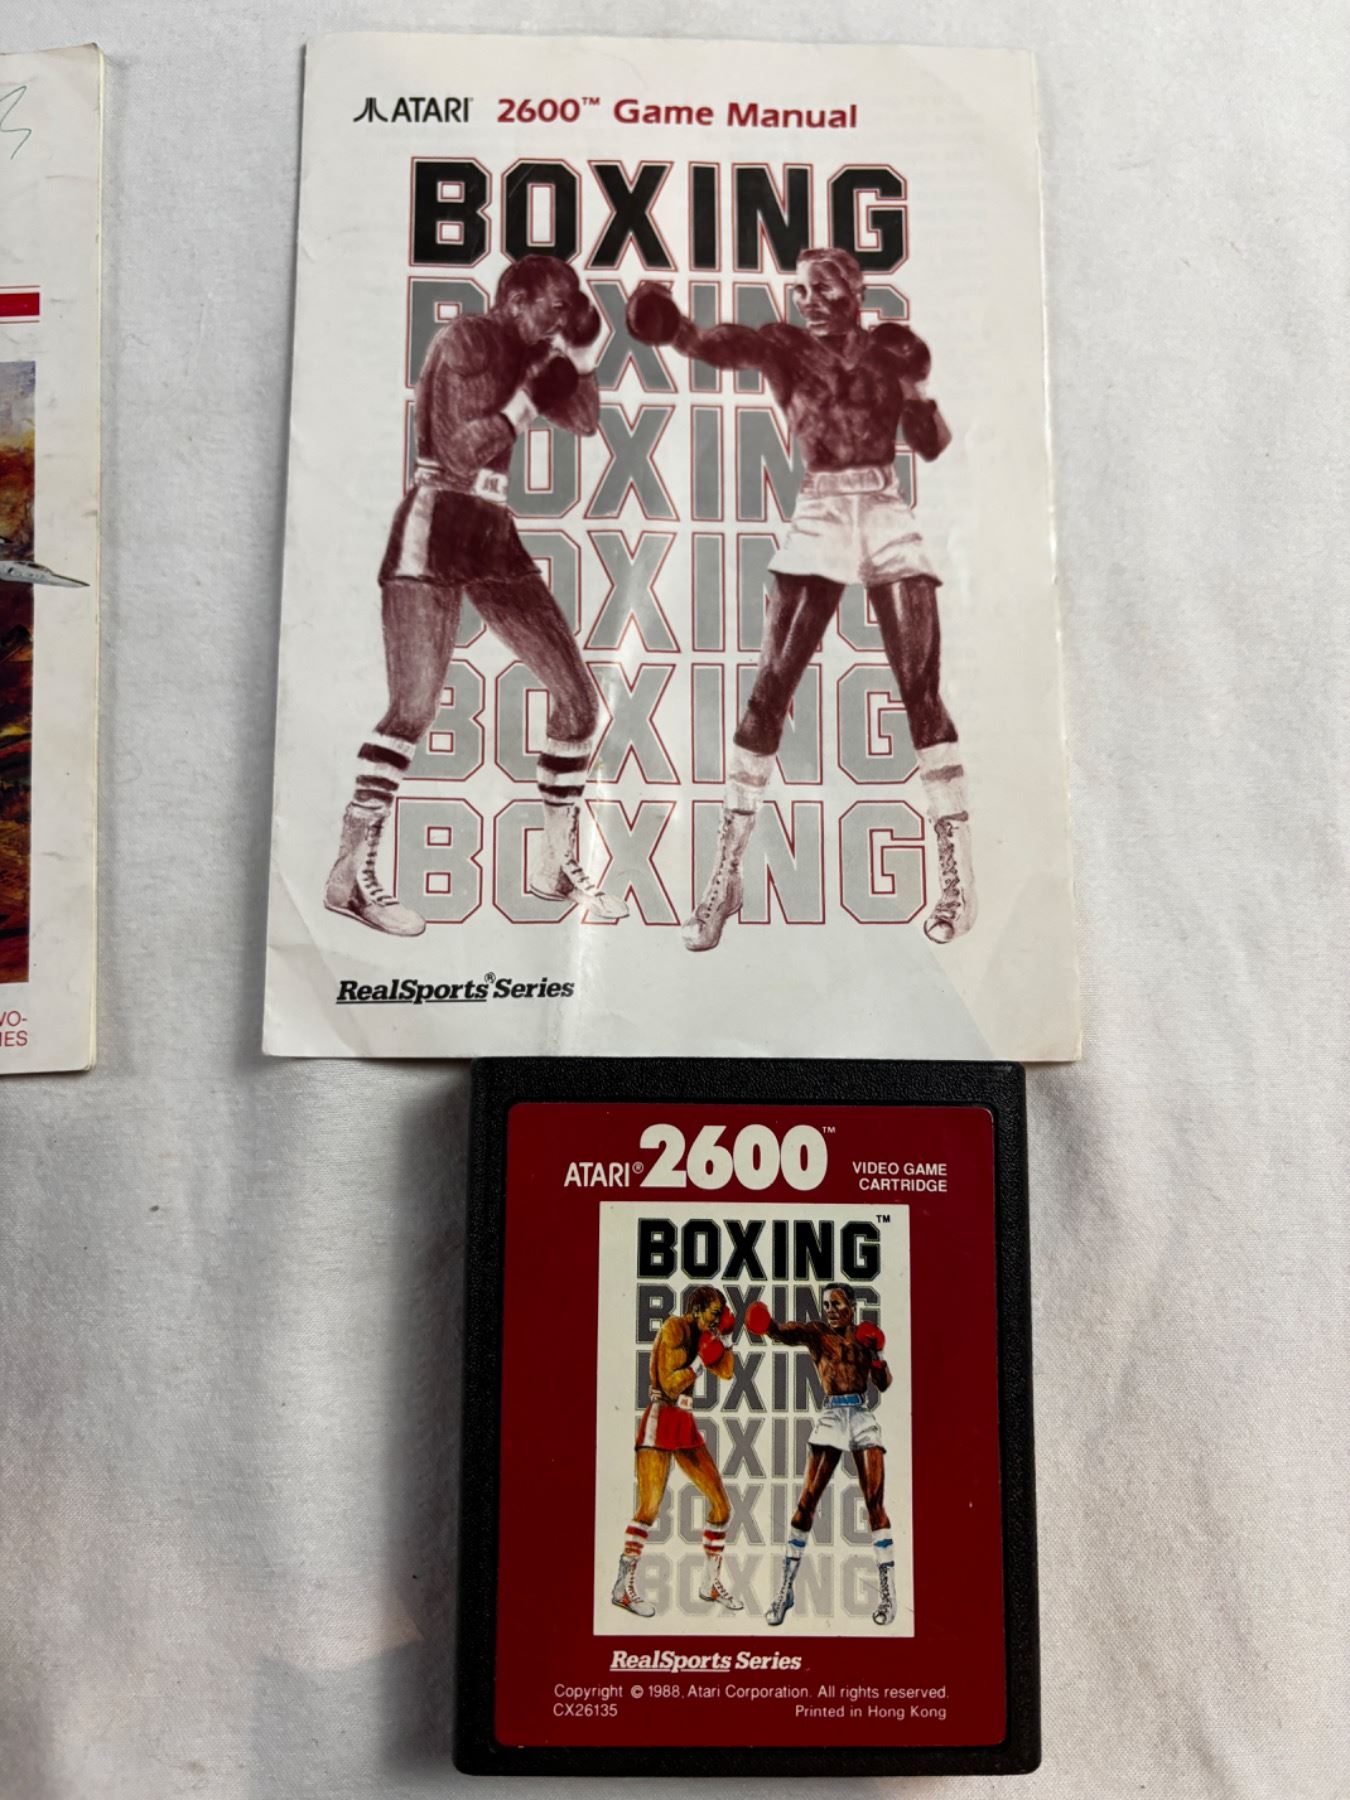 ATARI® 2600™ Game Manual
BOXING
BOXING
BOXING
BOXING
BOXING
BOXING
RealSports® Series
ATARI® 2600™
VIDEO GAME
CARTRIDGE
BOXING™
BOXING
BOXING
BOXING
BOXING
BOXING
RealSports Series
Copyright © 1988, Atari Corporation. All rights reserved.
CX26135
Printed in Hong Kong